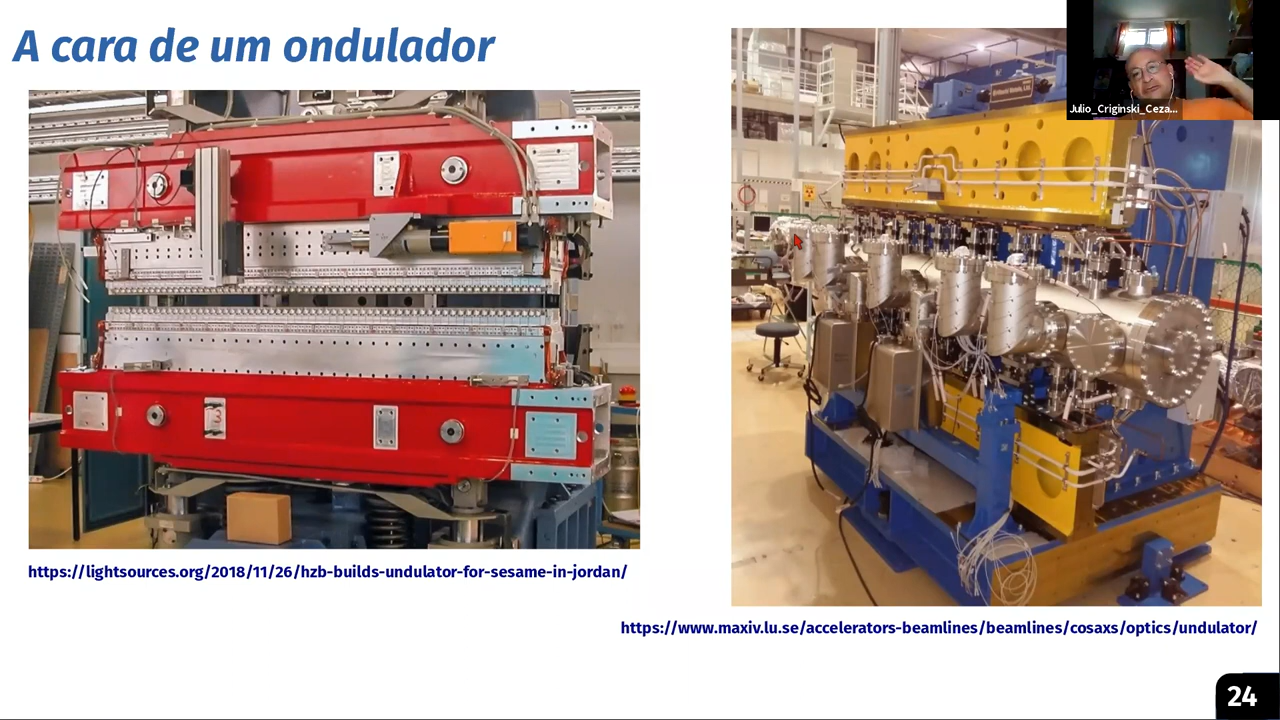 A cara de um ondulador
Julio_Criginski_Ceza...
https://lightsources.org/2018/11/26/hzb-builds-undulator-for-sesame-in-jordan/
https://www.maxiv.lu.se/accelerators-beamlines/beamlines/cosaxs/optics/undulator/
24